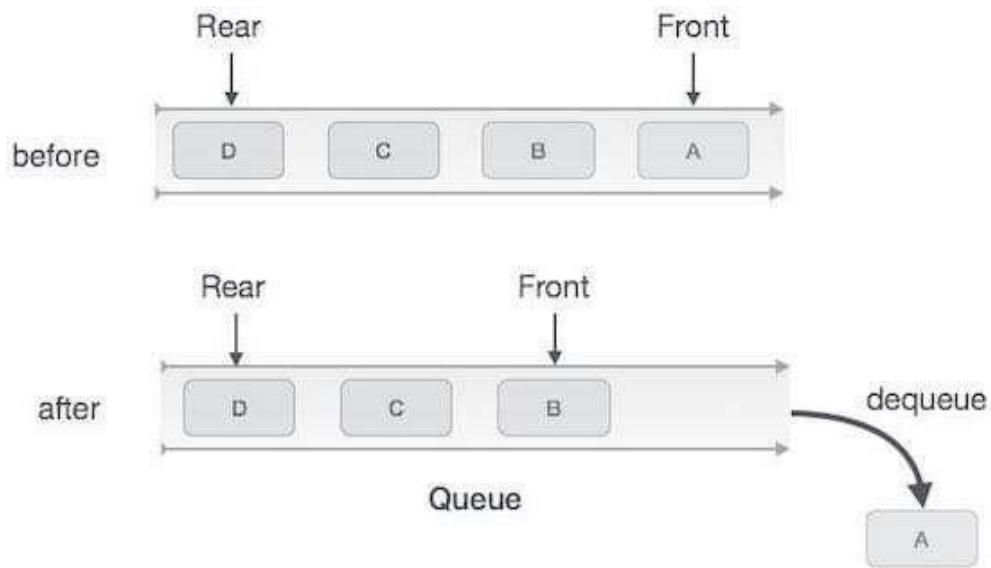 Rear Front
before D C B A
Rear Front
after D C B dequeue
Queue
A